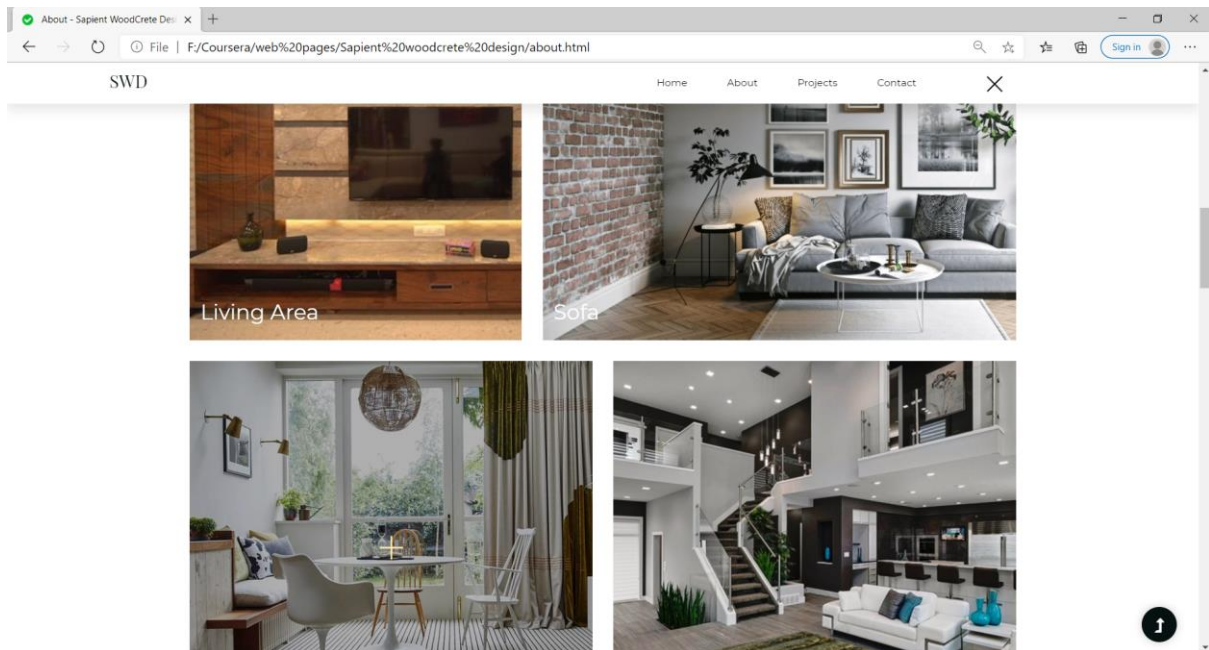 About - Sapient WoodCrete Des
File | F:/Coursera/web%20pages/Sapient%20woodcrete%20design/about.html
Sign in
SWD
Home About Projects Contact
Living Area
Sofa